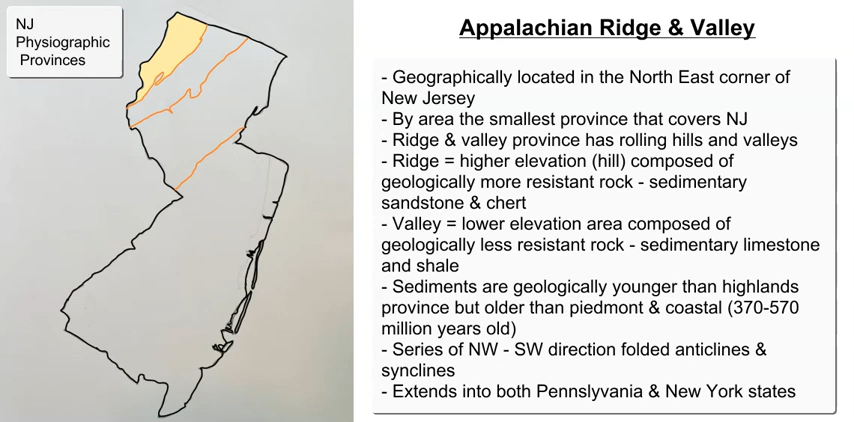 NJ
Physiographic
Provinces
Appalachian Ridge & Valley
- Geographically located in the North East corner of
New Jersey
- By area the smallest province that covers NJ
- Ridge & valley province has rolling hills and valleys
- Ridge = higher elevation (hill) composed of
geologically more resistant rock - sedimentary
sandstone & chert
- Valley = lower elevation area composed of
geologically less resistant rock - sedimentary limestone
and shale
- Sediments are geologically younger than highlands
province but older than piedmont & coastal (370-570
million years old)
- Series of NW - SW direction folded anticlines &
synclines
- Extends into both Pennslyvania & New York states